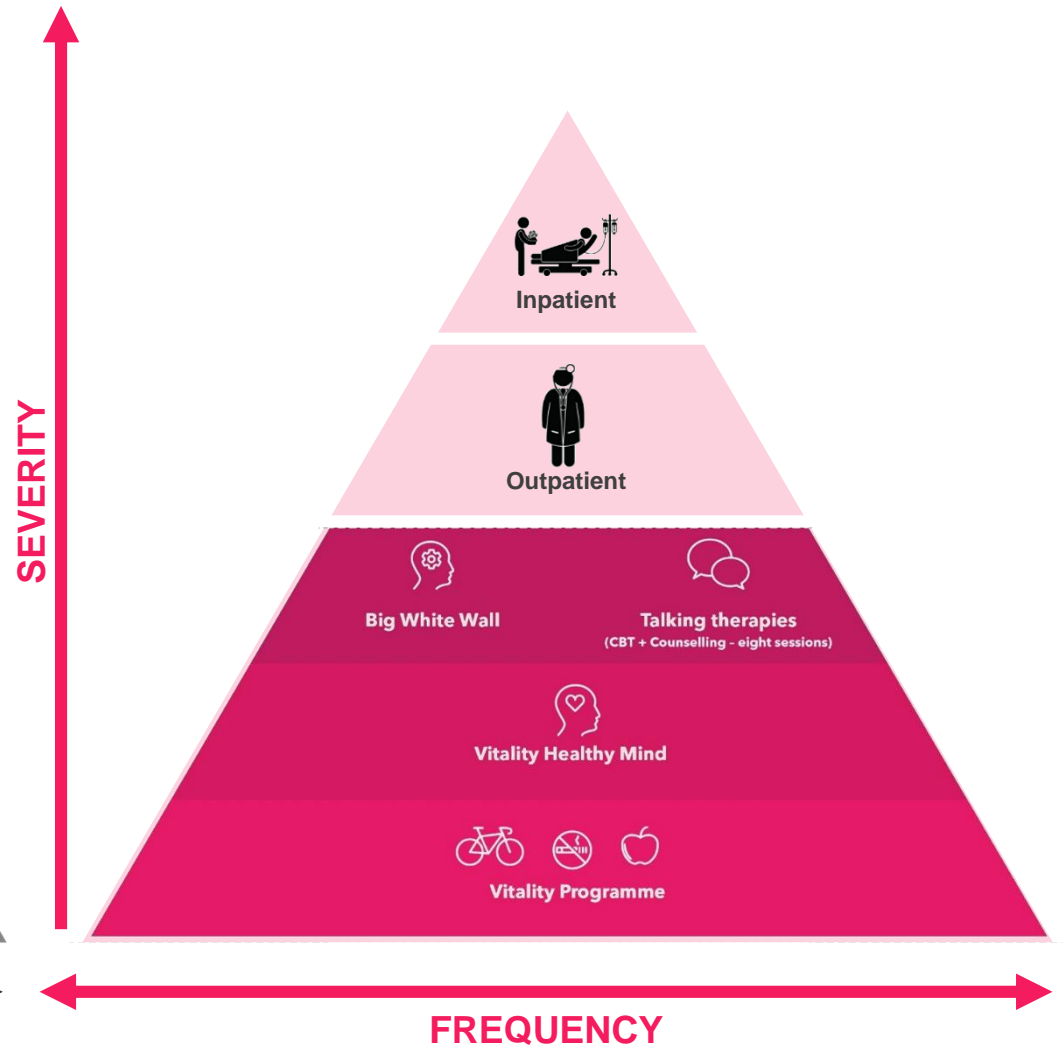 SEVERITY
Inpatient
Outpatient
Big White Wall
Talking therapies
(CBT + Counselling – eight sessions)
Vitality Healthy Mind
Vitality Programme
FREQUENCY